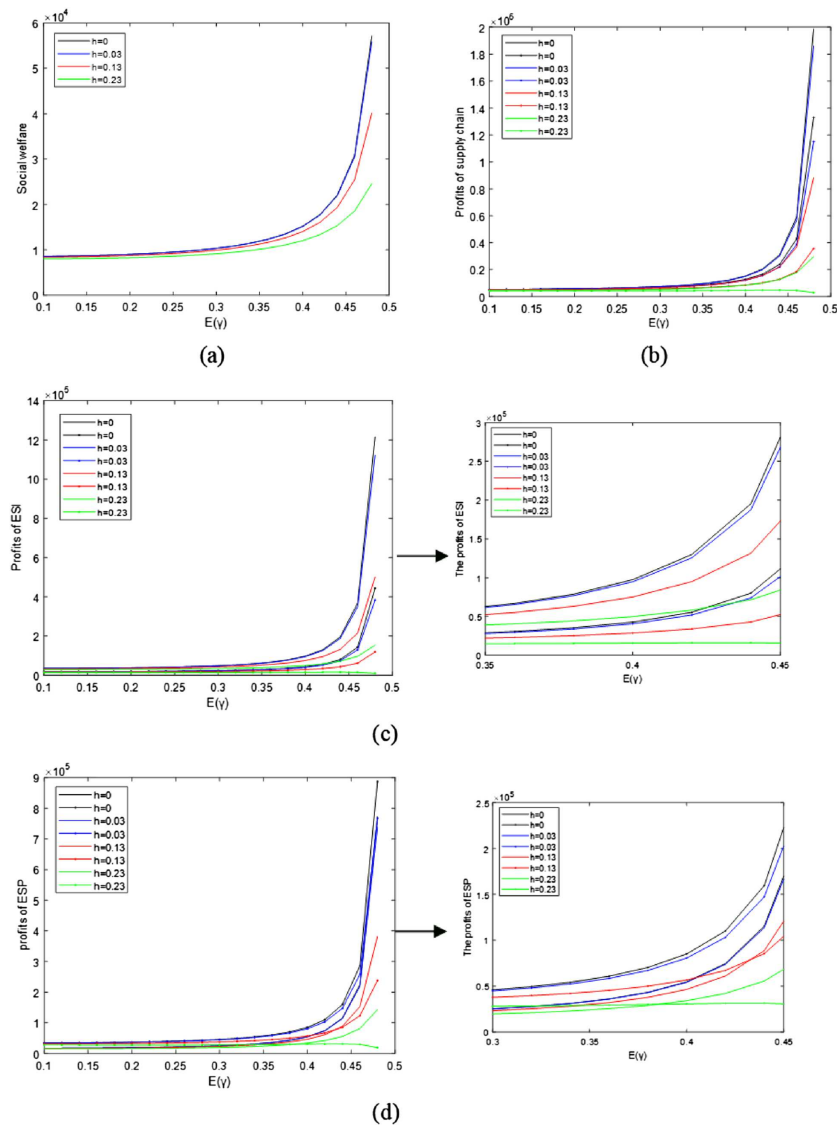 ×10⁴
6
5
4
3
2
1
0
Social welfare
h=0
h=0.03
h=0.13
h=0.23
0.1 0.15 0.2 0.25 0.3 0.35 0.4 0.45 0.5
E(γ)
(a)
×10⁶
2
1.8
1.6
1.4
1.2
1
0.8
0.6
0.4
0.2
0
Profits of supply chain
h=0
h=0
h=0.03
h=0.03
h=0.13
h=0.13
h=0.23
h=0.23
0.1 0.15 0.2 0.25 0.3 0.35 0.4 0.45 0.5
E(γ)
(b)
×10⁵
14
12
10
8
6
4
2
0
Profits of ESI
h=0
h=0
h=0.03
h=0.03
h=0.13
h=0.13
h=0.23
h=0.23
0.1 0.15 0.2 0.25 0.3 0.35 0.4 0.45 0.5
E(γ)
×10⁵
3
2.5
2
1.5
1
0.5
0
The profits of ESI
h=0
h=0
h=0.03
h=0.03
h=0.13
h=0.13
h=0.23
h=0.23
0.35 0.4 0.45
E(γ)
(c)
×10⁵
9
8
7
6
5
4
3
2
1
0
profits of ESP
h=0
h=0
h=0.03
h=0.03
h=0.13
h=0.13
h=0.23
h=0.23
0.1 0.15 0.2 0.25 0.3 0.35 0.4 0.45 0.5
E(γ)
×10⁵
2.5
2
1.5
1
0.5
0
The profits of ESP
h=0
h=0
h=0.03
h=0.03
h=0.13
h=0.13
h=0.23
h=0.23
0.3 0.35 0.4 0.45
E(γ)
(d)